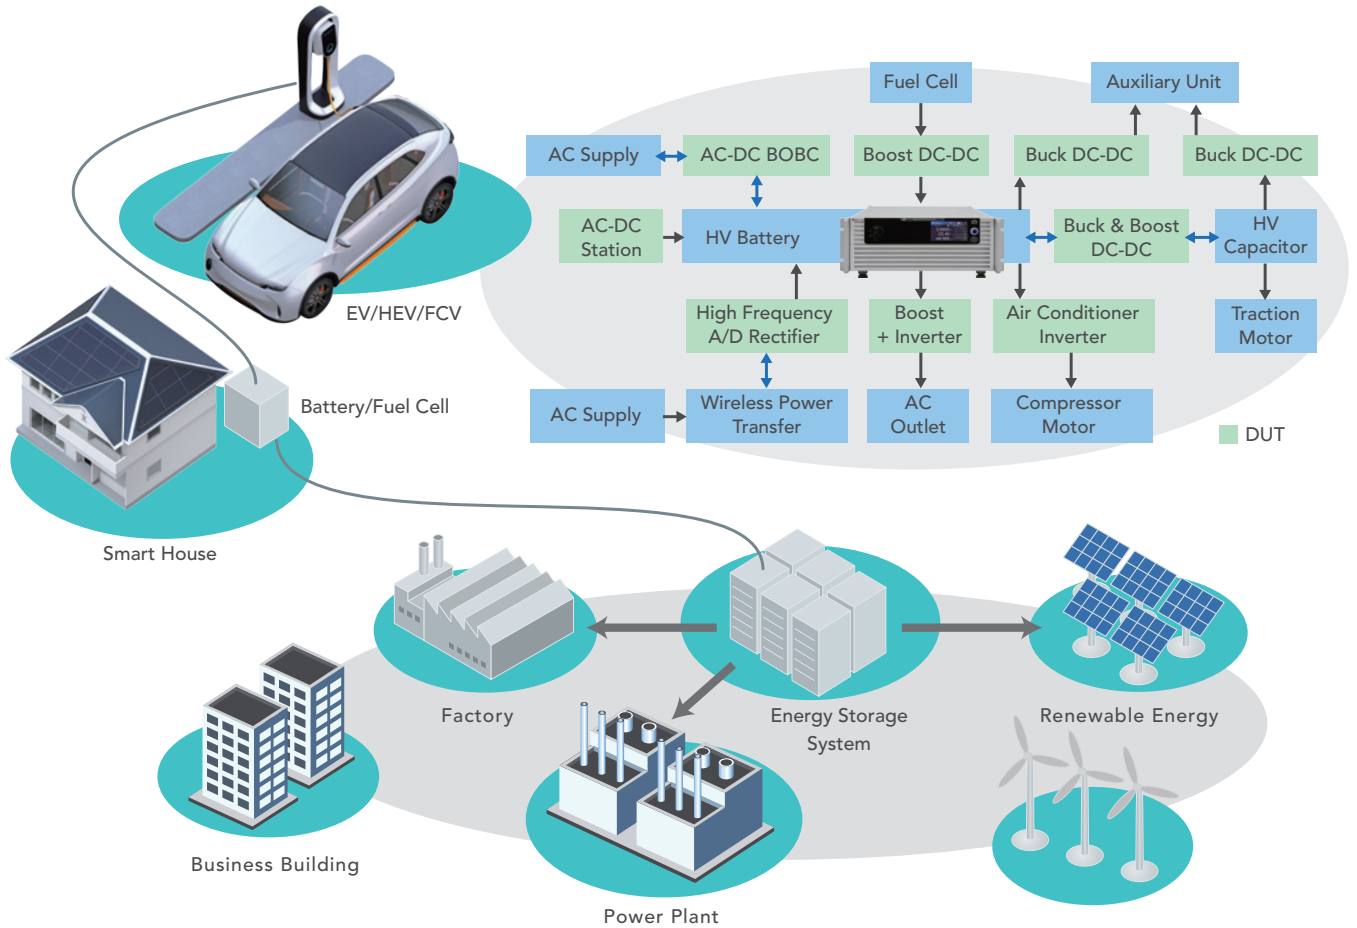 Fuel Cell
Auxiliary Unit
AC Supply
AC-DC BOBC
Boost DC-DC
Buck DC-DC
Buck DC-DC
AC-DC
Station
HV Battery
Buck & Boost
DC-DC
HV
Capacitor
High Frequency
A/D Rectifier
Boost
+ Inverter
Air Conditioner
Inverter
Traction
Motor
AC Supply
Wireless Power
Transfer
AC
Outlet
Compressor
Motor
DUT
EV/HEV/FCV
Battery/Fuel Cell
Smart House
Factory
Energy Storage
System
Renewable Energy
Business Building
Power Plant